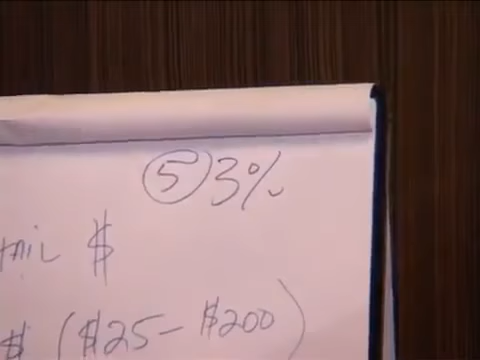 ⑤ 3%
$
$ ($25 - $200)